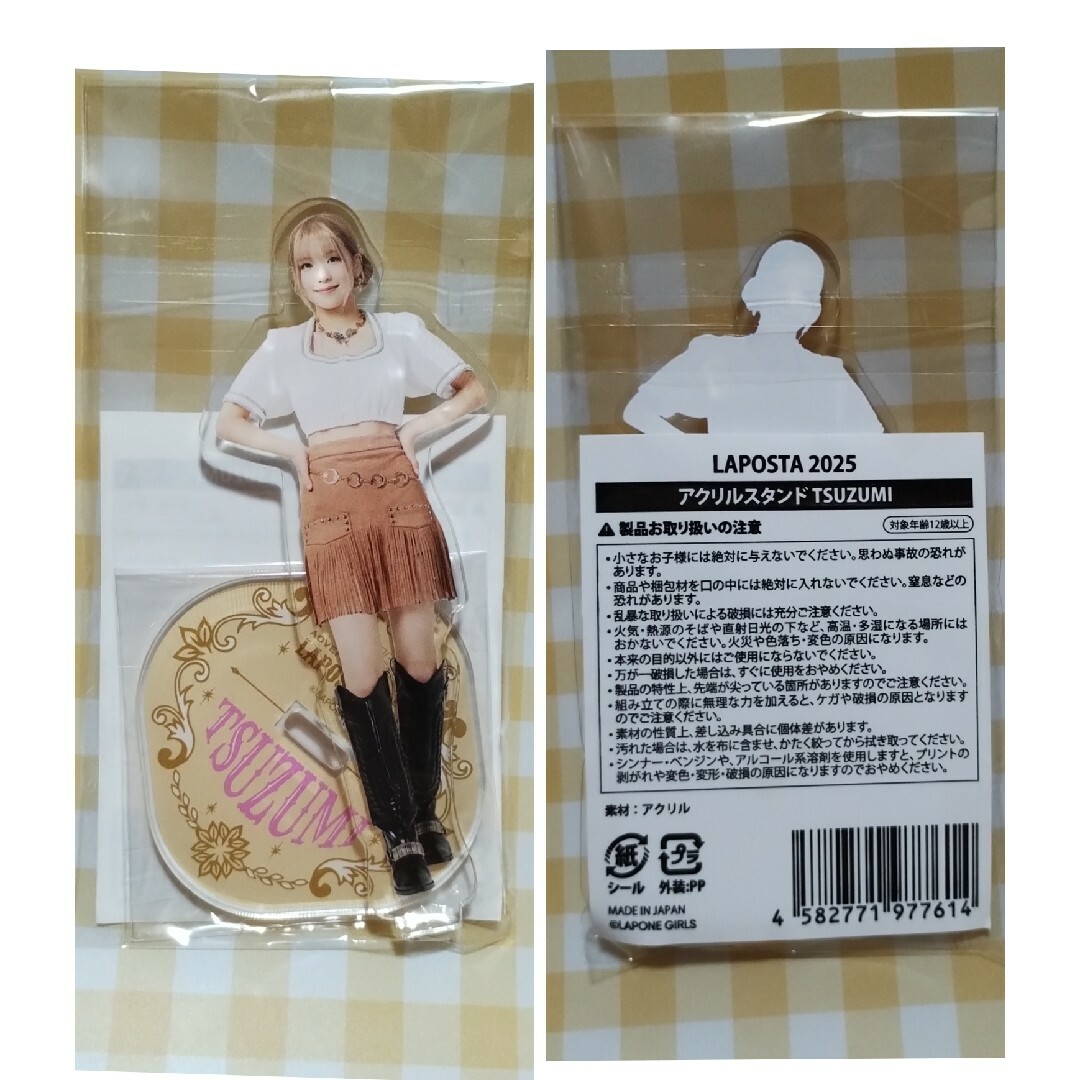 TSUZUMI
LAPOSTA 2025
アクリルスタンド TSUZUMI
製品お取り扱いの注意
対象年齢12歳以上
・小さなお子様には絶対に与えないでください。思わぬ事故の恐れが
あります。
・商品や梱包材を口の中には絶対に入れないでください。窒息などの
恐れがあります。
・乱暴な取り扱いによる破損には充分ご注意ください。
・火気・熱源のそばや直射日光の下など、高温・多湿になる場所には
おかないでください。火災や色落ち・変色の原因になります。
・本来の目的以外にはご使用にならないでください。
・万が一破損した場合は、すぐに使用をおやめください。
・製品の特性上、先端が尖っている箇所がありますのでご注意ください。
・組み立ての際に無理な力を加えると、ケガや破損の原因となります
のでご注意ください。
・素材の性質上、差し込み具合に個体差があります。
・汚れた場合は、水を布に含ませ、かたく絞ってから拭き取ってください。
・シンナー・ベンジンや、アルコール系溶剤を使用しますと、プリントの
剥がれや変色・変形・破損の原因になりますのでおやめください。
素材：アクリル
紙 プラ
シール 外装:PP
MADE IN JAPAN
©LAPONE GIRLS
4 582771 977614